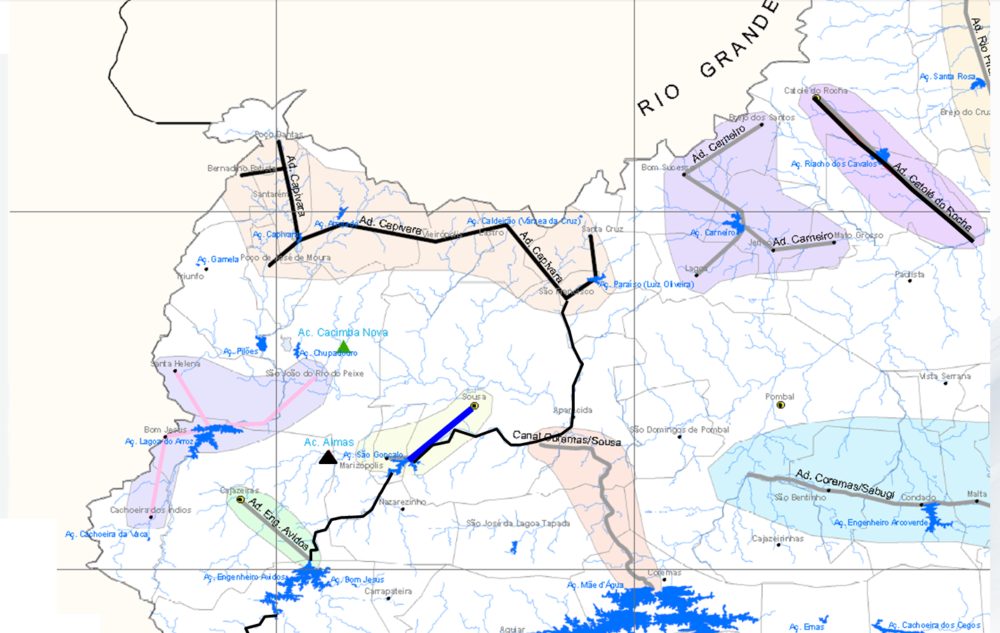 RIO GRANDE
Ad. Rio Pira
Aç. Santa Rosa
Catolé do Rocha
Brejo do Cruz
Brejo dos Santos
Poço Dantas
Ad. Carneiro
Bernadino Batista
Ad. Capivara
Bom Sucesso
Aç. Riacho dos Cavalos
Ad. Catolé do Rocha
Santarém
Aç. Arrojado
Ad. Capivara
Aç. Caldeirão (Várzea da Cruz)
Santa Cruz
Aç. Capivara
Vieirópolis
Lastro
Aç. Carneiro
Jericó
Ad. Carneiro
Mato Grosso
Ad. Capivara
Aç. Gamela
Poço de José de Moura
Triunfo
Lagoa
Paulista
São Francisco
Aç. Paraíso (Luiz Oliveira)
Ac. Cacimba Nova
Aç. Pilões
Aç. Chupadouro
Santa Helena
São João do Rio do Peixe
Vista Serrana
Sousa
Pombal
Aparecida
Bom Jesus
Aç. Lagoa do Arroz
Canal Coremas/Sousa
São Domingos de Pombal
Ac. Almas
Aç. São Gonçalo
Marizópolis
Ad. Coremas/Sabugi
Cajazeiras
Ad. Eng. Avidos
Nazarezinho
São Bentinho
Condado
Malta
Cachoeira dos Índios
São José da Lagoa Tapada
Aç. Engenheiro Arcoverde
Aç. Cachoeira da Vaca
Cajazeirinhas
Aç. Engenheiro Avidos
Aç. Bom Jesus
Coremas
Aç. Mãe d'Água
Carrapateira
Aguiar
Aç. Emas
Aç. Cachoeira dos Cegos